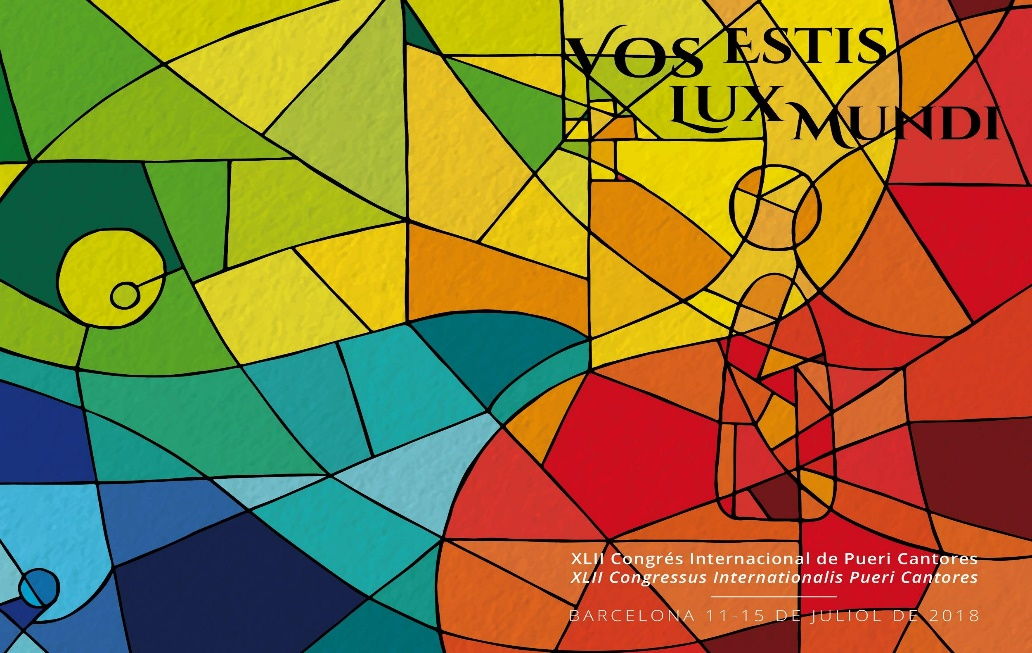 VOS ESTIS
LUX MUNDI
XLII Congrés Internacional de Pueri Cantores
XLII Congressus Internationalis Pueri Cantores
BARCELONA 11-15 DE JULIOL DE 2018